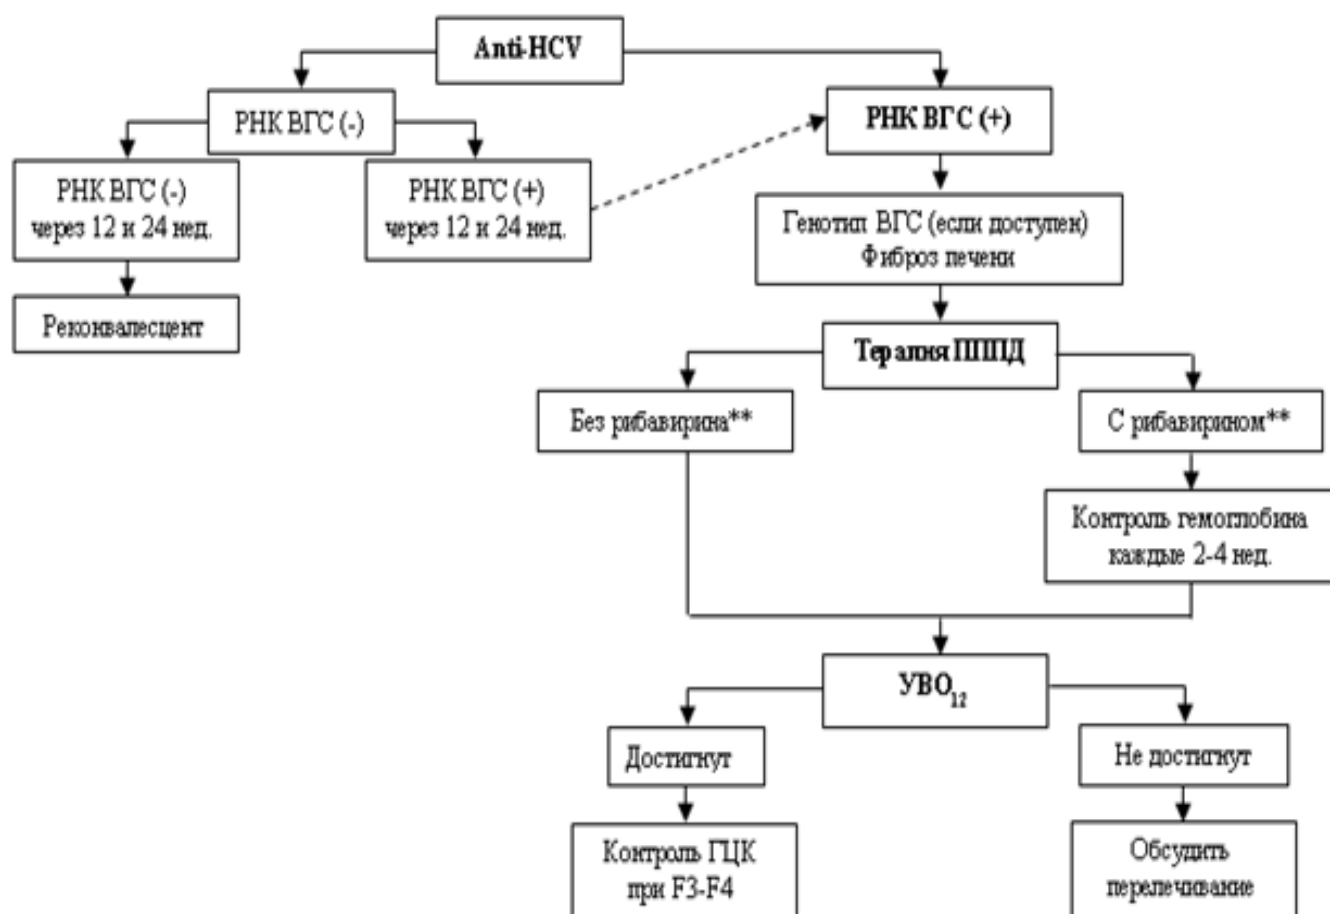 Anti-HCV
РНК ВГС (-)
РНК ВГС (+)
РНК ВГС (-)
через 12 и 24 нед.
РНК ВГС (+)
через 12 и 24 нед.
Генотип ВГС (если доступен)
Фиброз печени
Реконвалесцент
Терапия ПППД
Без рибавирина**
С рибавирином**
Контроль гемоглобина
каждые 2-4 нед.
УВО12
Достигнут
Не достигнут
Контроль ГЦК
при F3-F4
Обсудить
перелечивание